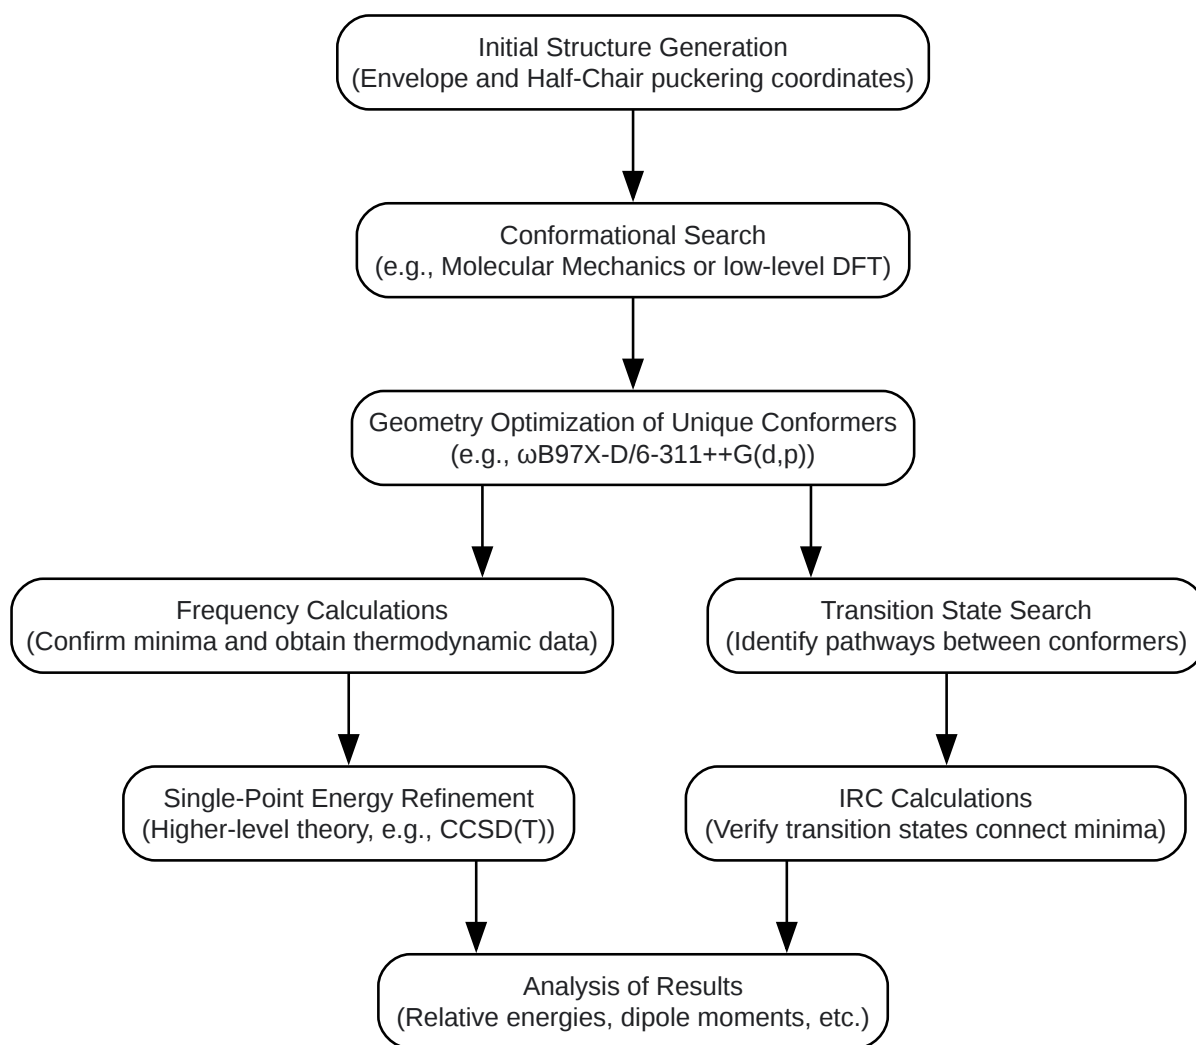 Initial Structure Generation
(Envelope and Half-Chair puckering coordinates)
Conformational Search
(e.g., Molecular Mechanics or low-level DFT)
Geometry Optimization of Unique Conformers
(e.g., ωB97X-D/6-311++G(d,p))
Frequency Calculations
(Confirm minima and obtain thermodynamic data)
Transition State Search
(Identify pathways between conformers)
Single-Point Energy Refinement
(Higher-level theory, e.g., CCSD(T))
IRC Calculations
(Verify transition states connect minima)
Analysis of Results
(Relative energies, dipole moments, etc.)